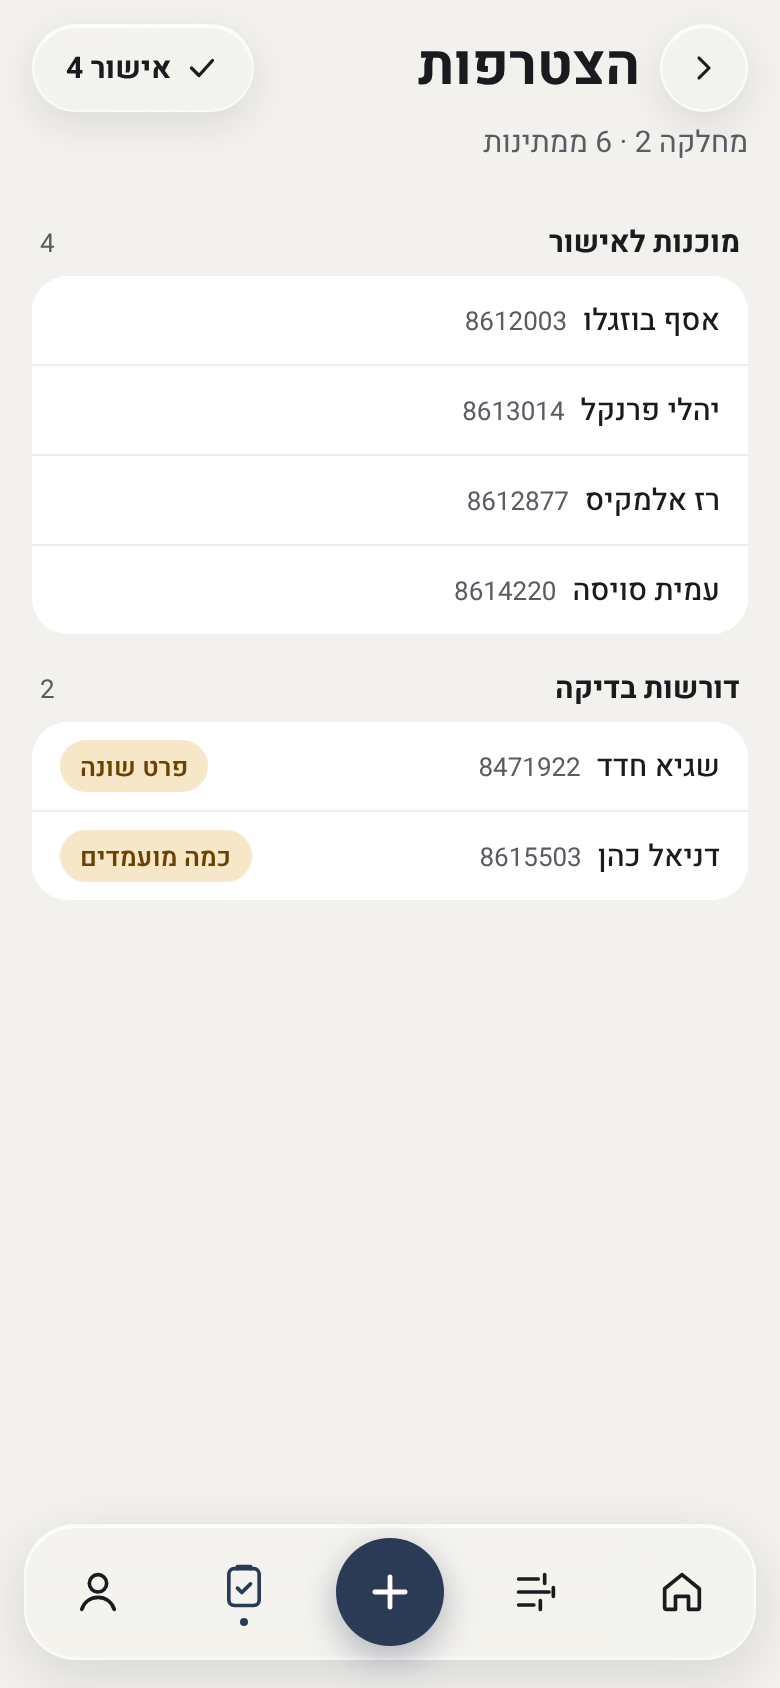 הצטרפות
אישור 4
מחלקה 2 · 6 ממתינות
מוכנות לאישור 4
אסף בוזגלו 8612003
יהלי פרנקל 8613014
רז אלמקיס 8612877
עמית סויסה 8614220
דורשות בדיקה 2
שגיא חדד 8471922 פרט שונה
דניאל כהן 8615503 כמה מועמדים